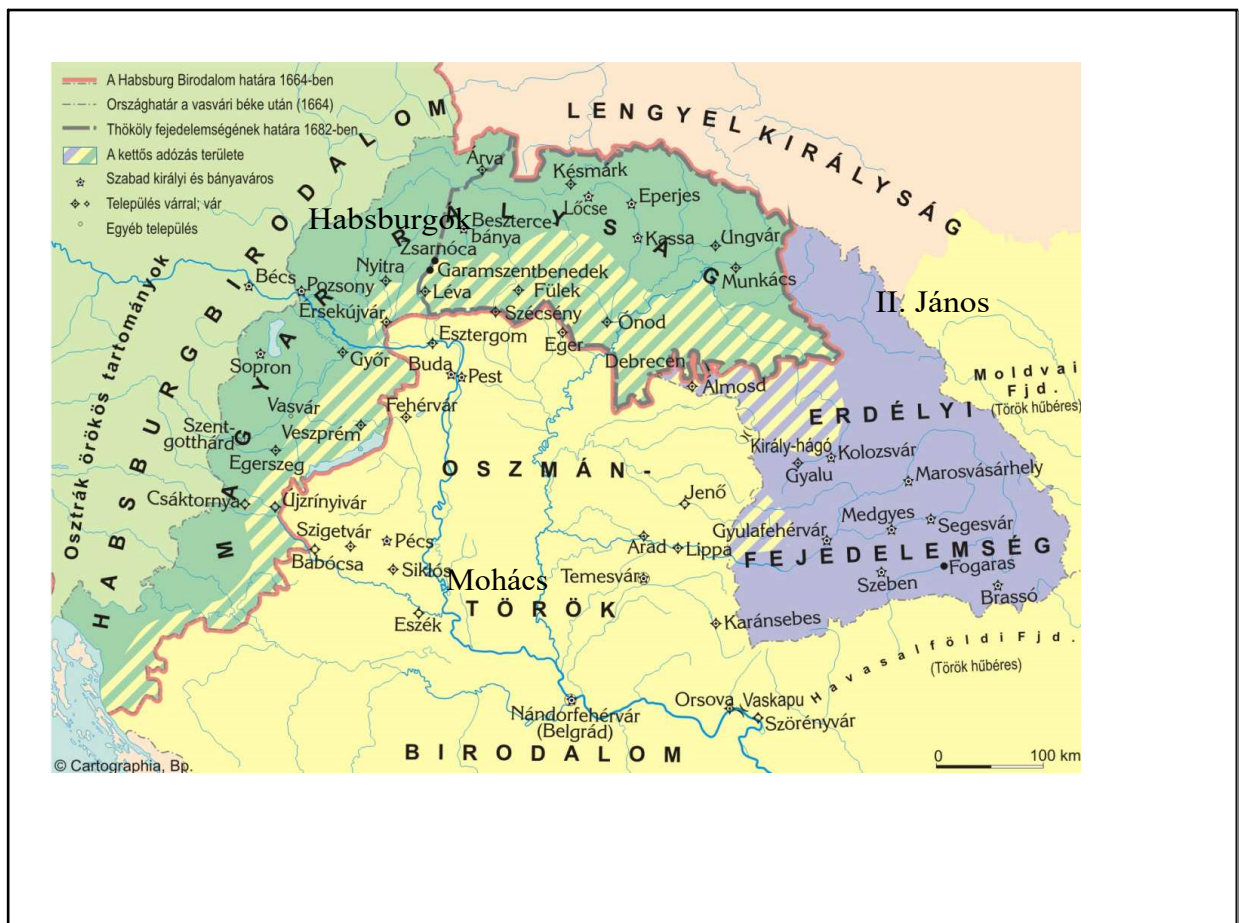 A Habsburg Birodalom határa 1664-ben
Országhatár a vasvári béke után (1664)
Thököly fejedelemségének határa 1682-ben
A kettős adózás területe
Szabad királyi és bányaváros
Település várral; vár
Egyéb település
LENGYEL KIRÁLYSÁG
HABSBURG BIRODALOM
Osztrák örökös tartományok
MAGYAR KIRÁLYSÁG
Habsburgok
II. János
Árva
Késmárk
Lőcse
Eperjes
Besztercebánya
Kassa
Ungvár
Zsarnóca
Nyitra
Garamszentbenedek
Munkács
Bécs
Pozsony
Léva
Fülek
Érsekújvár
Szécsény
Ónod
Esztergom
Eger
Győr
Sopron
Buda
Pest
Debrecen
Álmosd
Moldvai
Fjd.
(Török hűbéres)
Vasvár
Fehérvár
Szent-
gotthárd
Veszprém
Egerszeg
ERDÉLYI
Király-hágó
Kolozsvár
Gyalu
Marosvásárhely
OSZMÁN-
Csáktornya
Újzrínyivár
Jenő
Medgyes
Segesvár
Szigetvár
Pécs
Gyulafehérvár
Arad
Lippa
FEJEDELEMSÉG
Babócsa
Siklós
Mohács
Temesvár
Szeben
Fogaras
Brassó
TÖRÖK
Eszék
Karánsebes
Havasalföldi Fjd.
(Török hűbéres)
Nándorfehérvár
(Belgrád)
Orsova
Vaskapu
Szörényvár
BIRODALOM
0 100 km
© Cartographia, Bp.